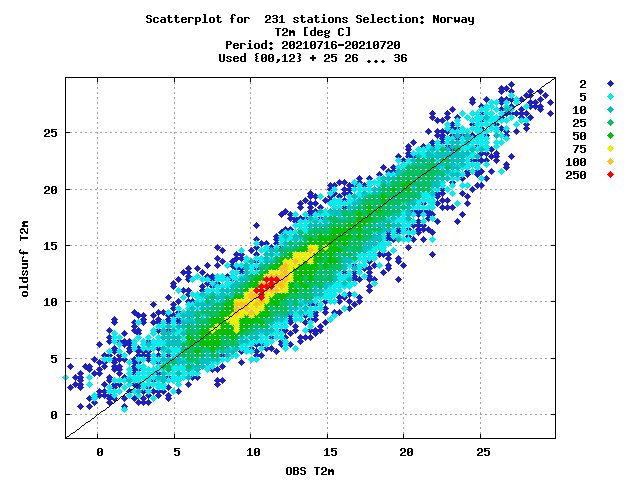 Scatterplot for  231 stations Selection: Norway
T2m [deg C]
Period: 20210716-20210720
Used {00,12} + 25 26 ... 36
2
5
10
25
50
75
100
250
25
20
15
10
5
0
oldsurf T2m
0 5 10 15 20 25
OBS T2m